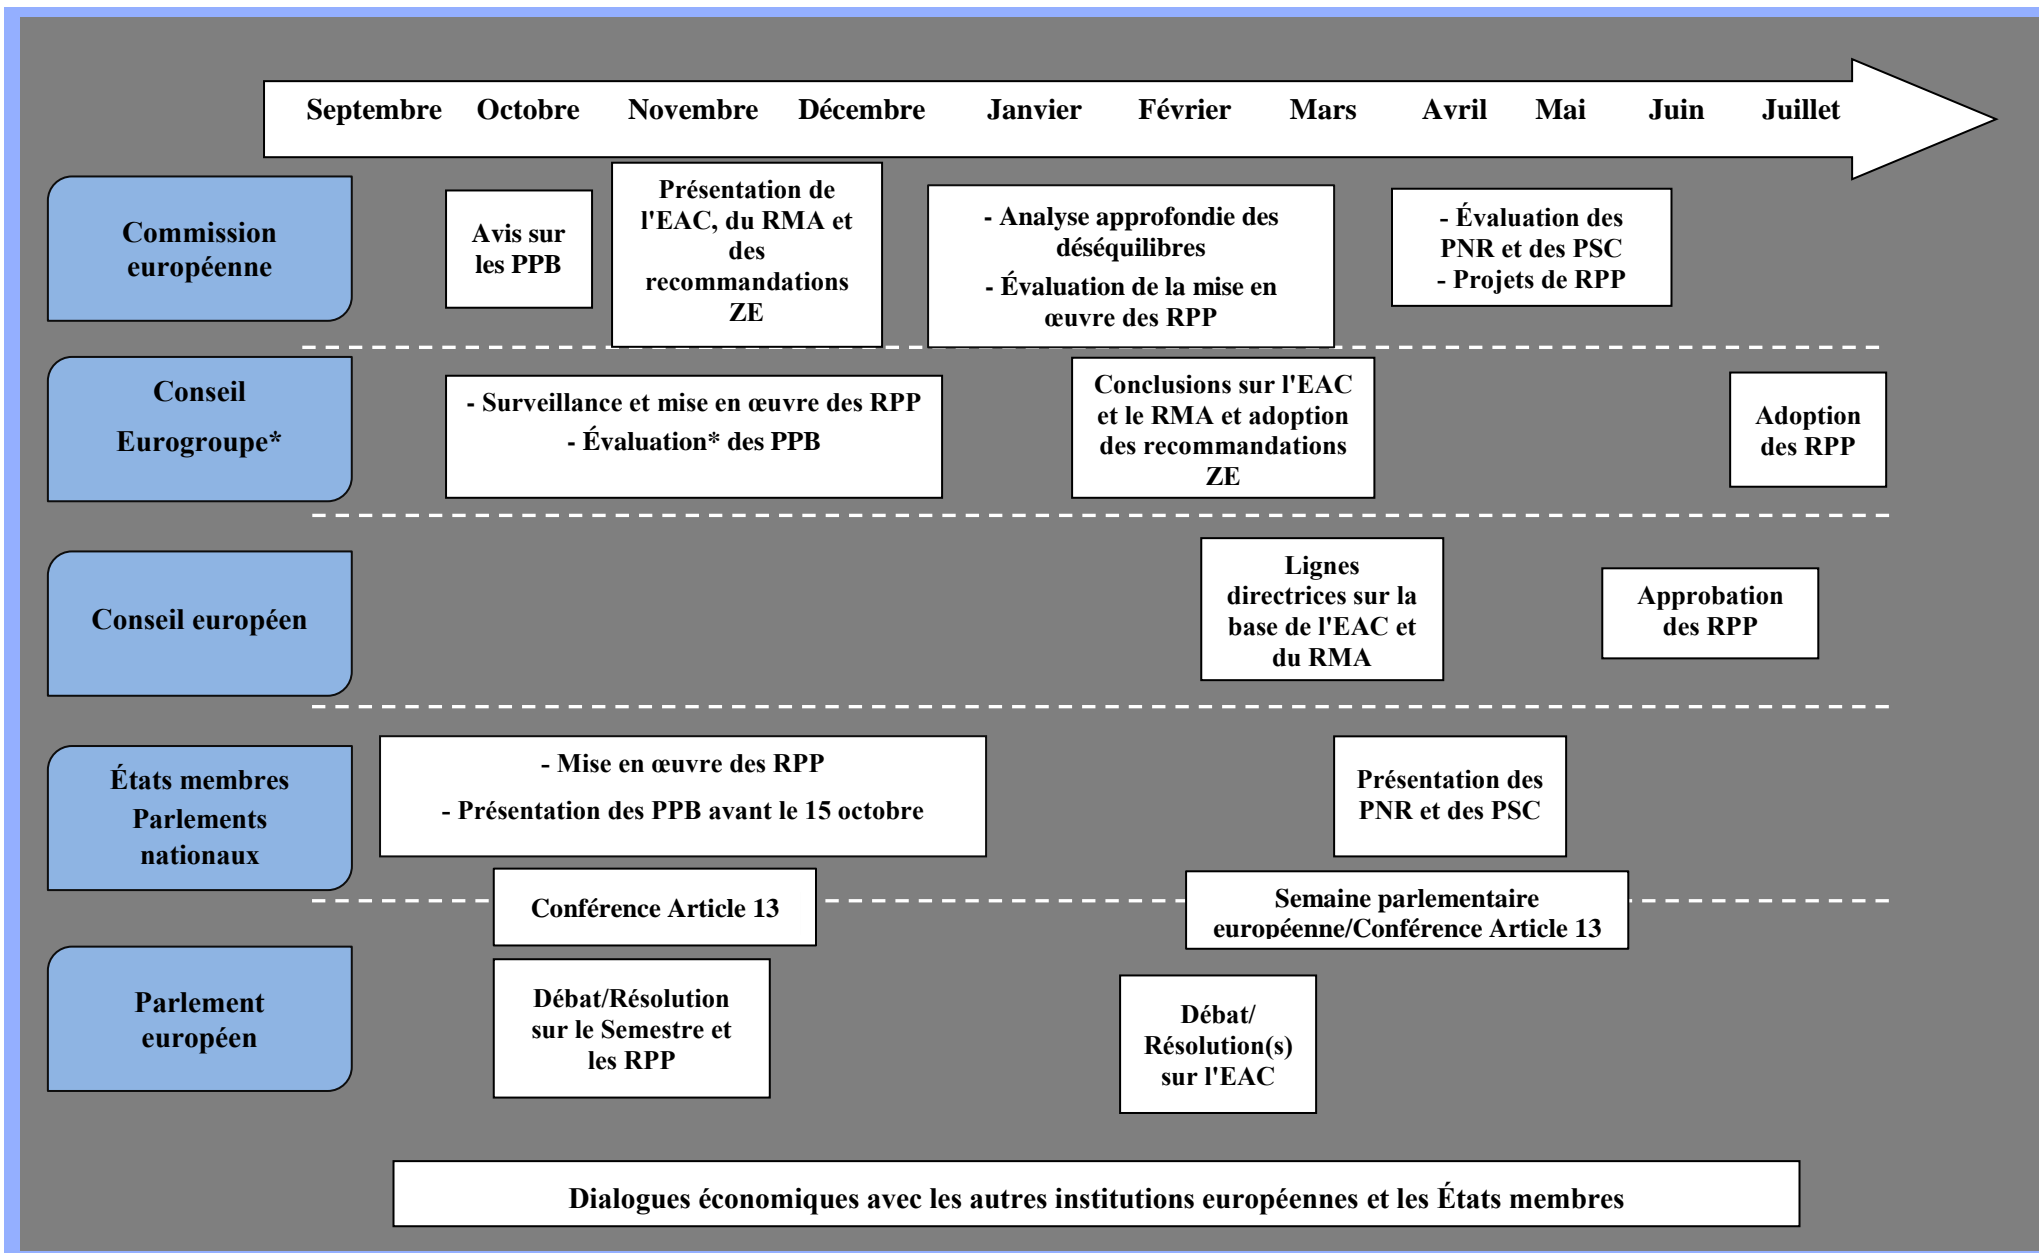 Septembre Octobre Novembre Décembre Janvier Février Mars Avril Mai Juin Juillet
Commission
européenne
Avis sur
les PPB
Présentation de
l'EAC, du RMA et
des
recommandations
ZE
- Analyse approfondie des
déséquilibres
- Évaluation de la mise en
œuvre des RPP
- Évaluation des
PNR et des PSC
- Projets de RPP
Conseil
Eurogroupe*
- Surveillance et mise en œuvre des RPP
- Évaluation* des PPB
Conclusions sur l'EAC
et le RMA et adoption
des recommandations
ZE
Adoption
des RPP
Conseil européen
Lignes
directrices sur la
base de l'EAC et
du RMA
Approbation
des RPP
États membres
Parlements
nationaux
- Mise en œuvre des RPP
- Présentation des PPB avant le 15 octobre
Présentation des
PNR et des PSC
Conférence Article 13
Semaine parlementaire
européenne/Conférence Article 13
Parlement
européen
Débat/Résolution
sur le Semestre et
les RPP
Débat/
Résolution(s)
sur l'EAC
Dialogues économiques avec les autres institutions européennes et les États membres